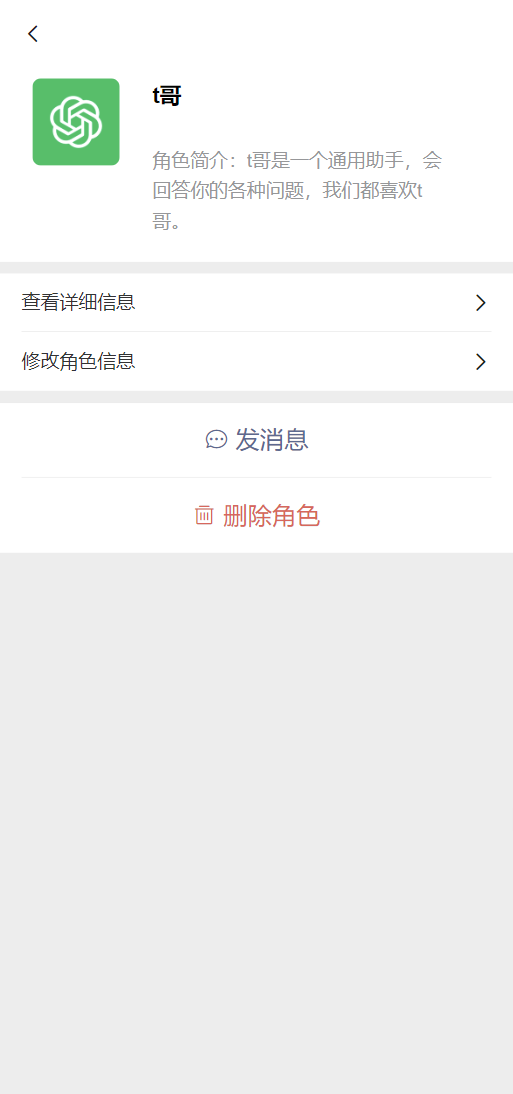 t哥
角色简介：t哥是一个通用助手，会
回答你的各种问题，我们都喜欢t
哥。
查看详细信息
修改角色信息
发消息
删除角色